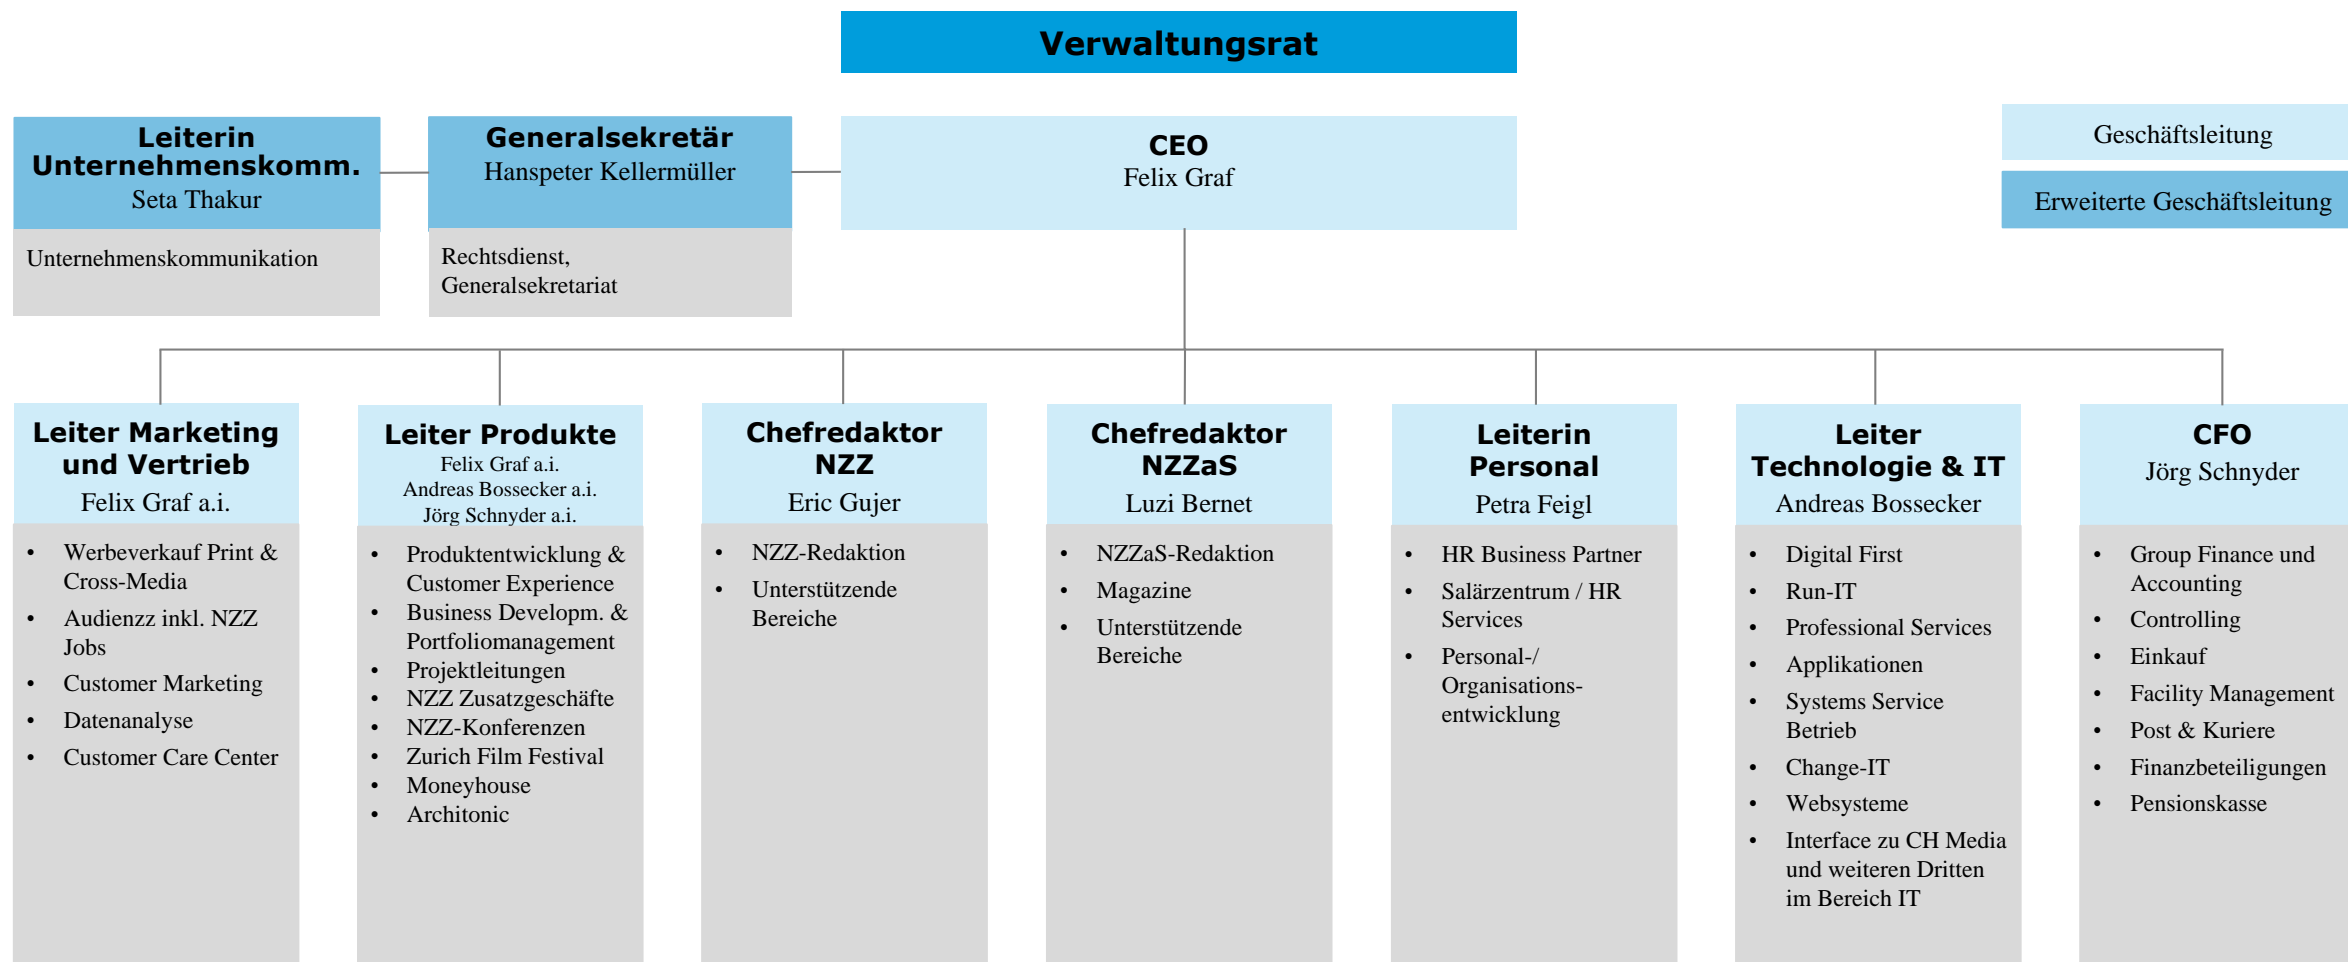 Verwaltungsrat
Leiterin
Unternehmenskomm.
Seta Thakur
Unternehmenskommunikation
Generalsekretär
Hanspeter Kellermüller
Rechtsdienst,
Generalsekretariat
CEO
Felix Graf
Geschäftsleitung
Erweiterte Geschäftsleitung
Leiter Marketing
und Vertrieb
Felix Graf a.i.
• Werbeverkauf Print &
Cross-Media
• Audienzz inkl. NZZ
Jobs
• Customer Marketing
• Datenanalyse
• Customer Care Center
Leiter Produkte
Felix Graf a.i.
Andreas Bossecker a.i.
Jörg Schnyder a.i.
• Produktentwicklung &
Customer Experience
• Business Developm. &
Portfoliomanagement
• Projektleitungen
• NZZ Zusatzgeschäfte
• NZZ-Konferenzen
• Zurich Film Festival
• Moneyhouse
• Architonic
Chefredaktor
NZZ
Eric Gujer
• NZZ-Redaktion
• Unterstützende
Bereiche
Chefredaktor
NZZaS
Luzi Bernet
• NZZaS-Redaktion
• Magazine
• Unterstützende
Bereiche
Leiterin
Personal
Petra Feigl
• HR Business Partner
• Salärzentrum / HR
Services
• Personal-/
Organisations-
entwicklung
Leiter
Technologie & IT
Andreas Bossecker
• Digital First
• Run-IT
• Professional Services
• Applikationen
• Systems Service
Betrieb
• Change-IT
• Websysteme
• Interface zu CH Media
und weiteren Dritten
im Bereich IT
CFO
Jörg Schnyder
• Group Finance und
Accounting
• Controlling
• Einkauf
• Facility Management
• Post & Kuriere
• Finanzbeteiligungen
• Pensionskasse